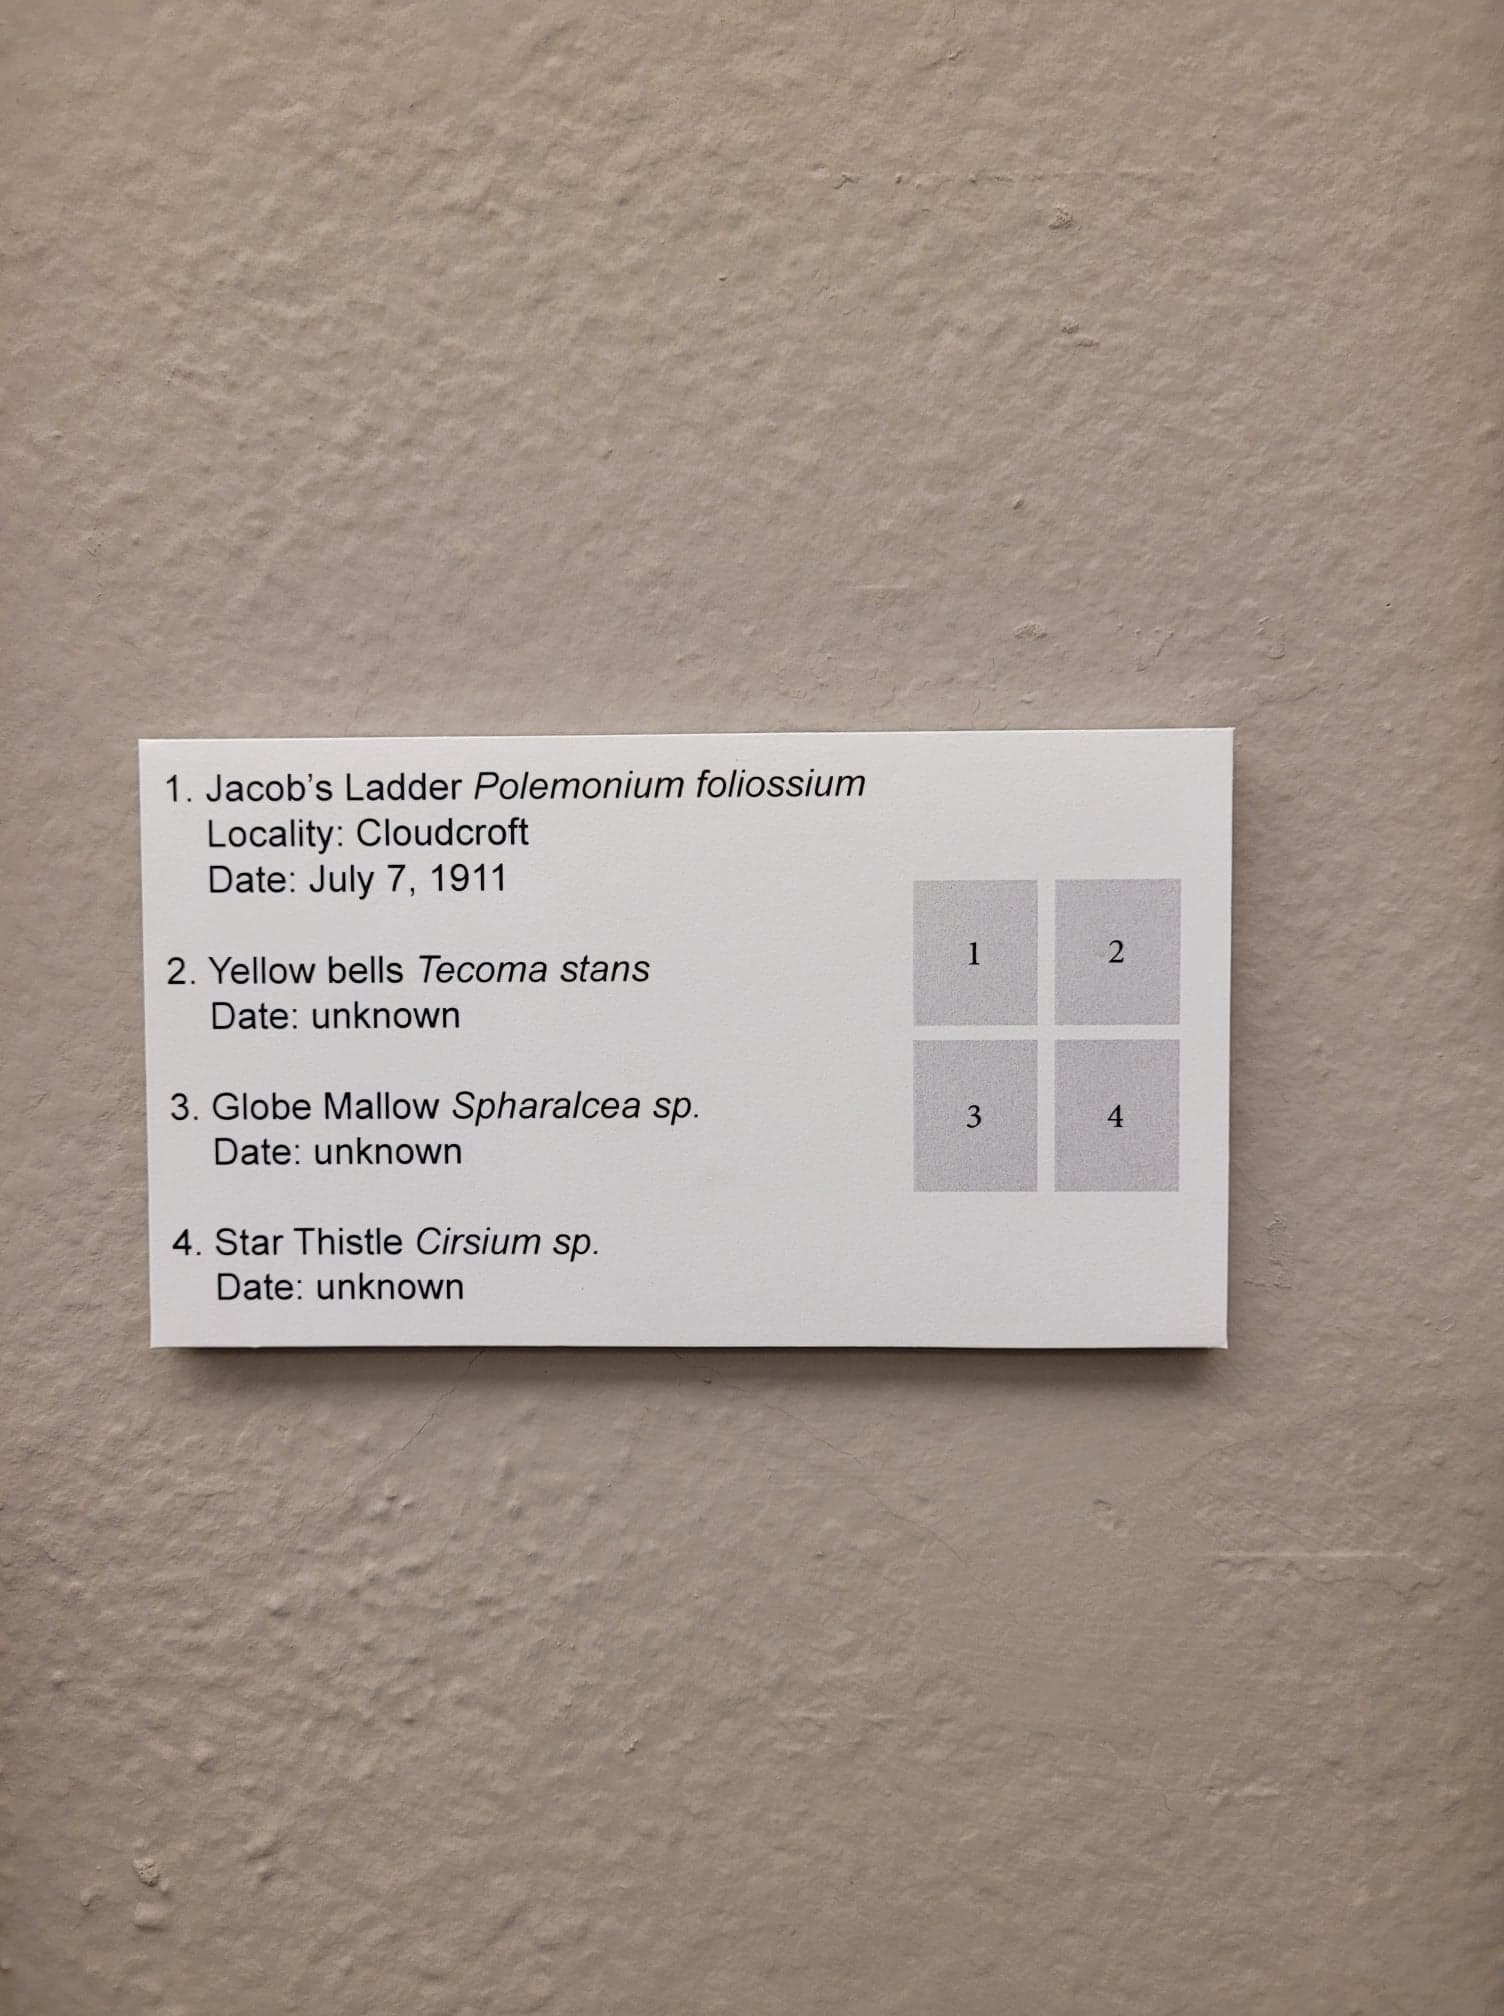 1. Jacob's Ladder Polemonium foliossium
Locality: Cloudcroft
Date: July 7, 1911
2. Yellow bells Tecoma stans
Date: unknown
3. Globe Mallow Spharalcea sp.
Date: unknown
4. Star Thistle Cirsium sp.
Date: unknown
1 2
3 4